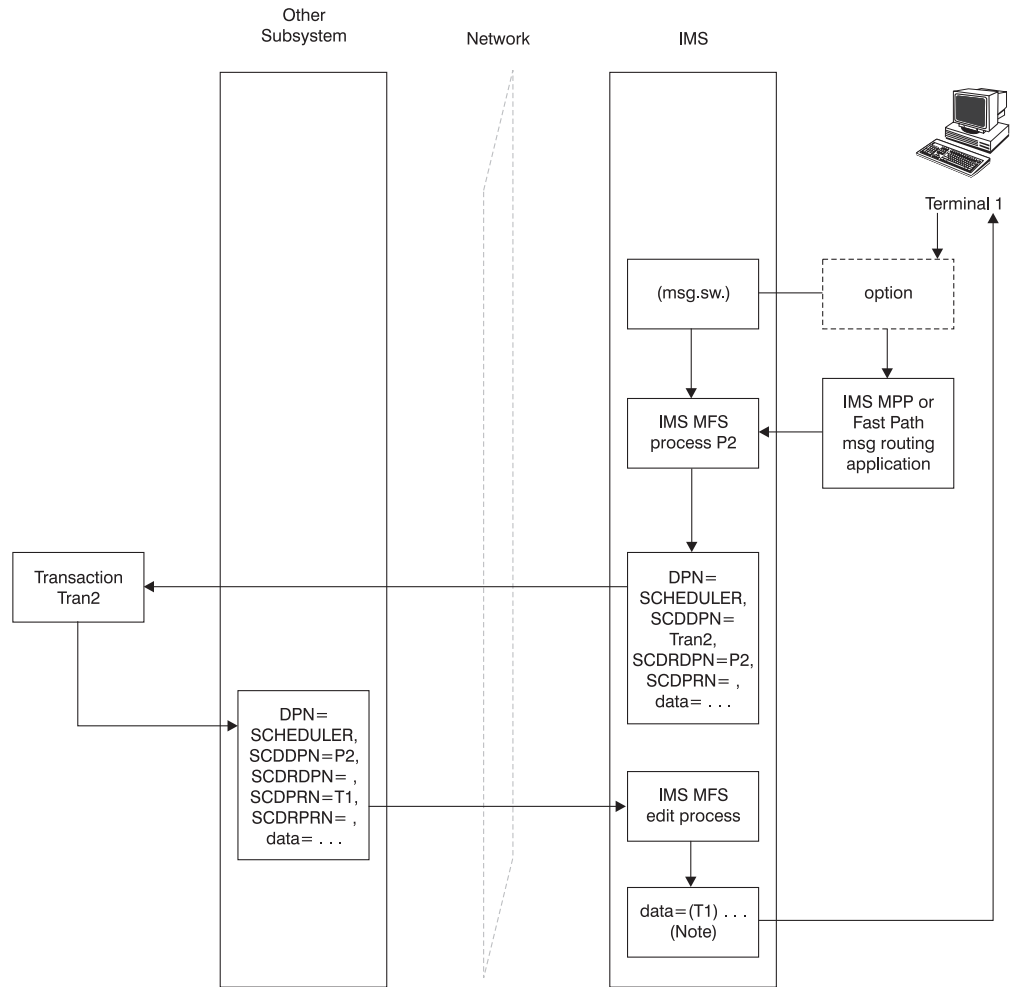 Other
Subsystem
Network
IMS
Terminal 1
(msg.sw.)
option
IMS MFS
process P2
IMS MPP or
Fast Path
msg routing
application
Transaction
Tran2
DPN=
SCHEDULER,
SCDDPN=
Tran2,
SCDRDPN=P2,
SCDPRN= ,
data= . . .
DPN=
SCHEDULER,
SCDDPN=P2,
SCDRDPN= ,
SCDPRN=T1,
SCDRPRN= ,
data= . . .
IMS MFS
edit process
data=(T1) . . .
(Note)